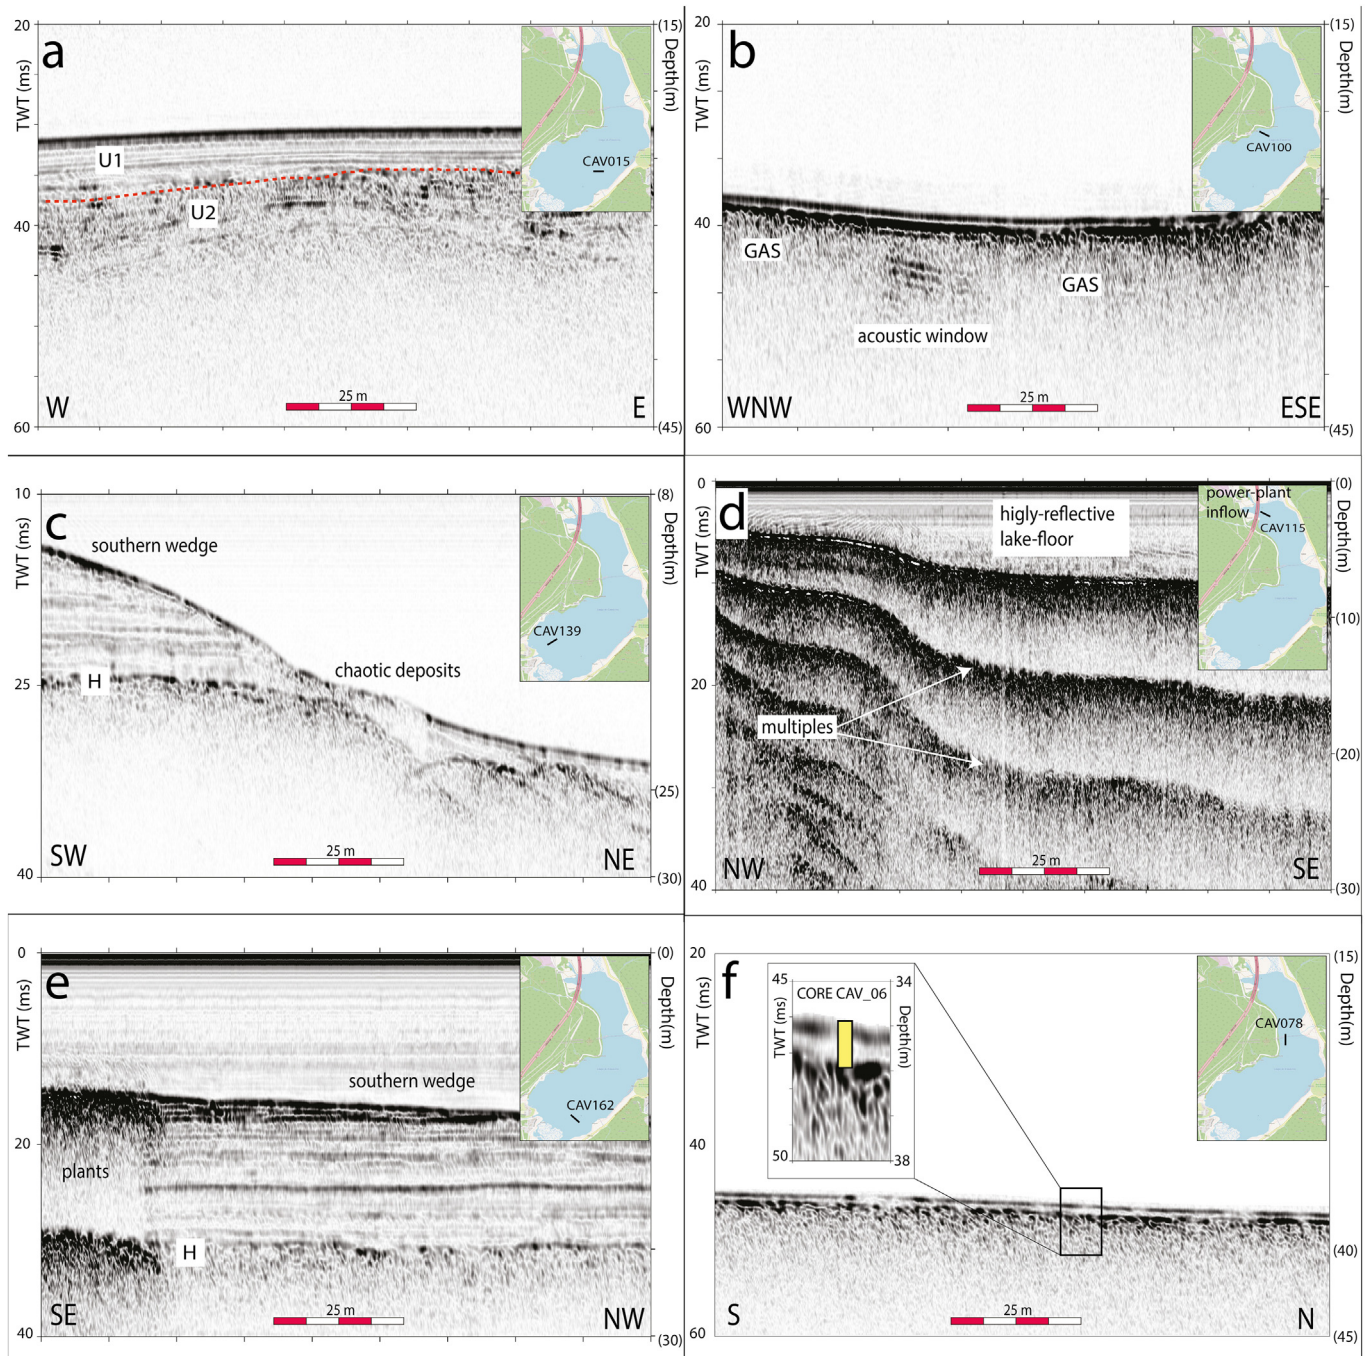 a
20
40
60
TWT (ms)
(15)
(45)
Depth(m)
CAV015
U1
U2
25 m
W
E
b
20
40
60
TWT (ms)
(15)
(45)
Depth(m)
CAV100
GAS
GAS
acoustic window
25 m
WNW
ESE
c
10
25
40
TWT (ms)
(8)
(25)
(30)
Depth(m)
CAV139
southern wedge
chaotic deposits
H
25 m
SW
NE
d
0
20
40
TWT (ms)
(0)
(10)
(20)
(30)
Depth(m)
power-plant
inflow
CAV115
higly-reflective
lake-floor
multiples
25 m
NW
SE
e
0
20
40
TWT (ms)
(0)
(30)
Depth(m)
CAV162
southern wedge
plants
H
25 m
SE
NW
f
20
40
60
TWT (ms)
(15)
(40)
(45)
Depth(m)
CAV078
45
50
TWT (ms)
34
38
Depth(m)
CORE CAV_06
25 m
S
N